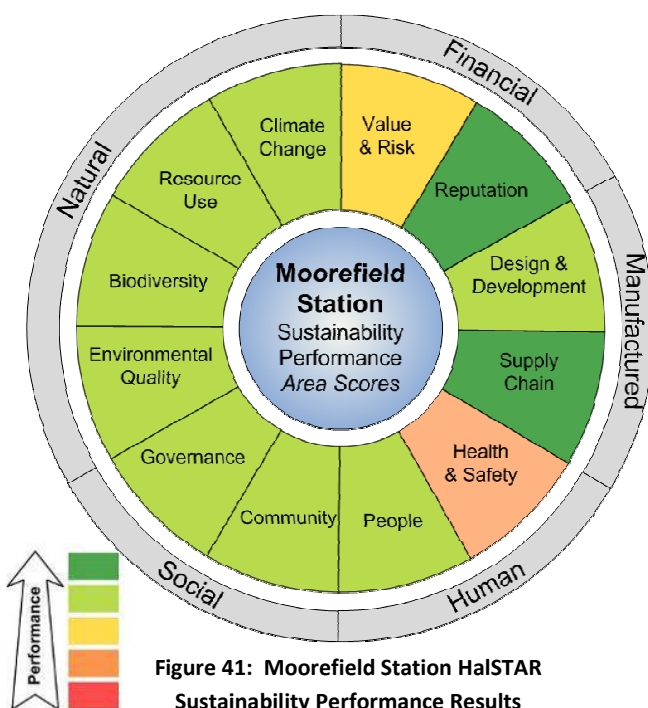 Financial
Manufactured
Human
Social
Natural
Climate
Change
Value
& Risk
Reputation
Design &
Development
Supply
Chain
Health
& Safety
People
Community
Governance
Environmental
Quality
Biodiversity
Resource
Use
Moorefield
Station
Sustainability
Performance
Area Scores
Performance
Figure 41: Moorefield Station HalSTAR
Sustainability Performance Results